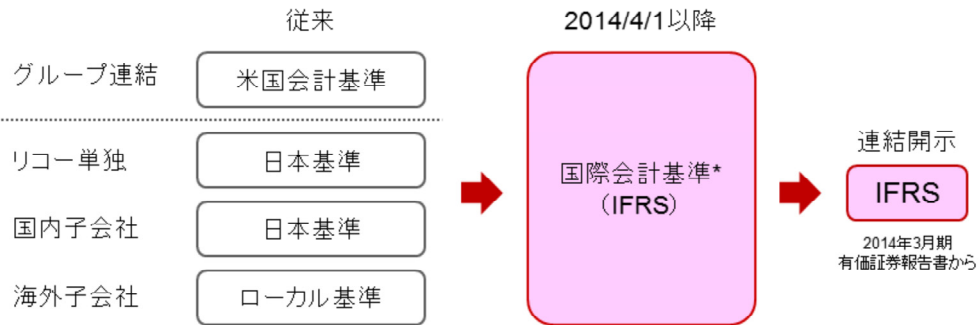 従来
2014/4/1以降
グループ連結
米国会計基準
リコー単独
日本基準
国内子会社
日本基準
海外子会社
ローカル基準
国際会計基準*
（IFRS）
連結開示
IFRS
2014年3月期
有価証券報告書から